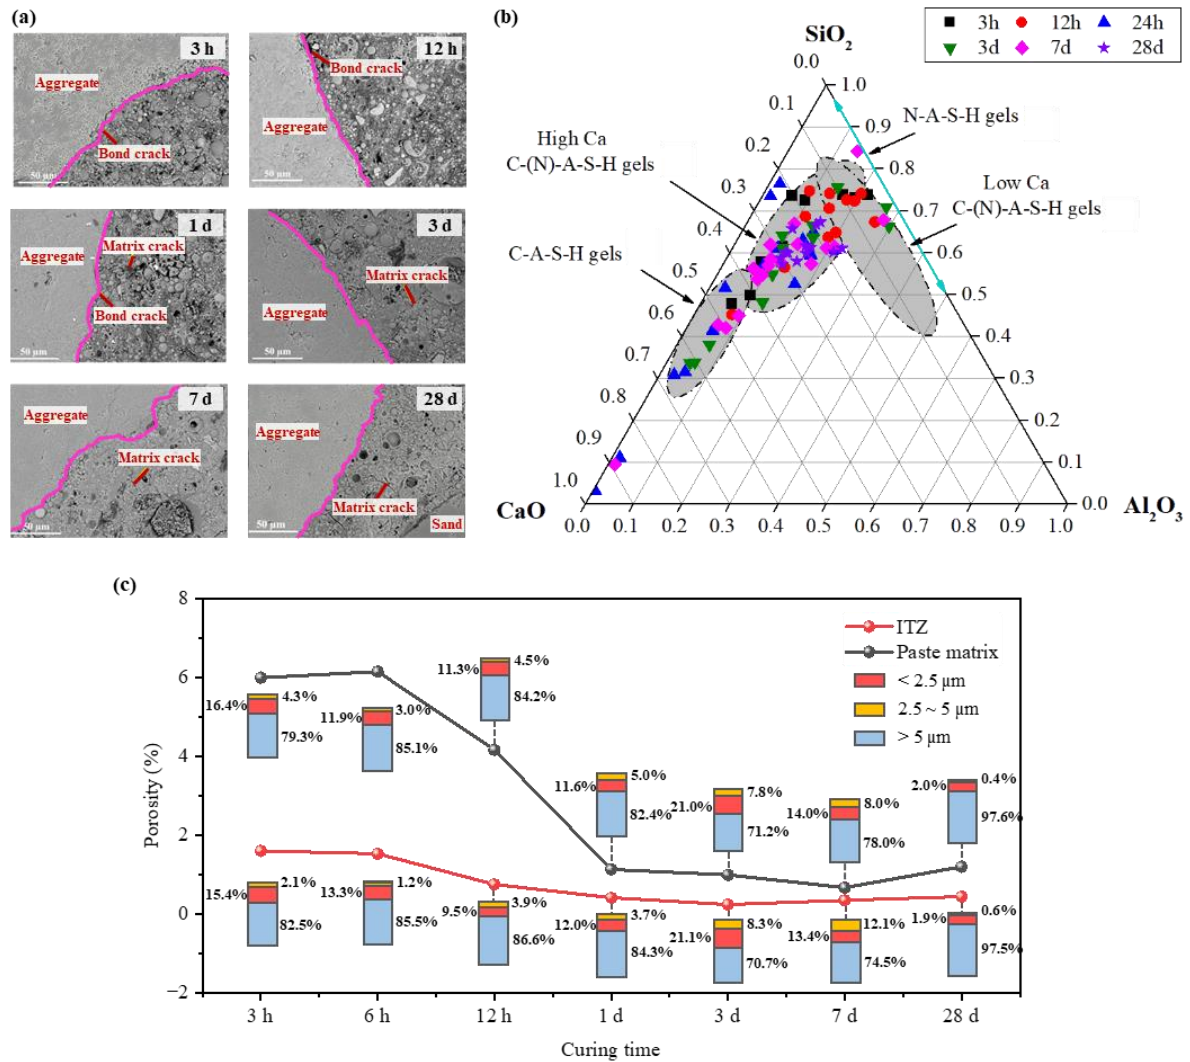 (a)
3 h
Aggregate
Bond crack
50 μm
12 h
Bond crack
Aggregate
50 μm
1 d
Matrix crack
Aggregate
Bond crack
50 μm
3 d
Aggregate
Matrix crack
50 μm
7 d
Aggregate
Matrix crack
50 μm
28 d
Aggregate
Matrix crack
50 μm
Sand
(b)
3h 12h 24h
3d 7d 28d
SiO2
0.0
0.1
0.2
0.3
0.5
0.6
0.7
0.8
0.9
1.0
1.0
0.9
0.8
0.7
0.6
0.5
0.4
0.3
0.2
0.1
0.0
N-A-S-H gels
High Ca
C-(N)-A-S-H gels
Low Ca
C-(N)-A-S-H gels
C-A-S-H gels
CaO
Al2O3
0.0 0.1 0.2 0.3 0.4 0.5 0.6 0.7 0.8 0.9 1.0
(c)
Porosity (%)
8
6
4
2
0
−2
ITZ
Paste matrix
< 2.5 μm
2.5 ~ 5 μm
> 5 μm
4.3%
16.4%
79.3%
3.0%
11.9%
85.1%
4.5%
11.3%
84.2%
5.0%
11.6%
82.4%
7.8%
21.0%
71.2%
8.0%
14.0%
78.0%
0.4%
2.0%
97.6%
2.1%
15.4%
82.5%
1.2%
13.3%
85.5%
3.9%
9.5%
86.6%
3.7%
12.0%
84.3%
8.3%
21.1%
70.7%
12.1%
13.4%
74.5%
0.6%
1.9%
97.5%
3 h 6 h 12 h 1 d 3 d 7 d 28 d
Curing time